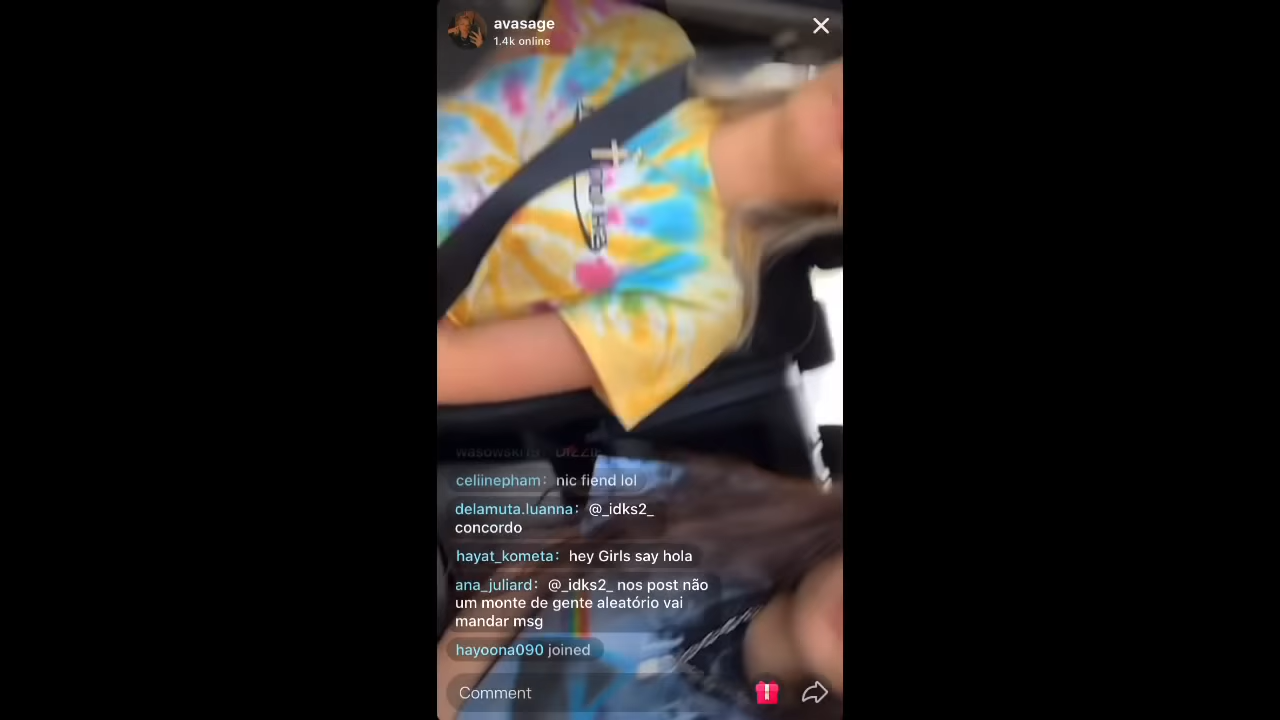 avasage
1.4k online
celiinepham: nic fiend lol
delamuta.luanna: @_idks2_
concordo
hayat_kometa: hey Girls say hola
ana_juliard: @_idks2_ nos post não
um monte de gente aleatório vai
mandar msg
hayoona090 joined
Comment